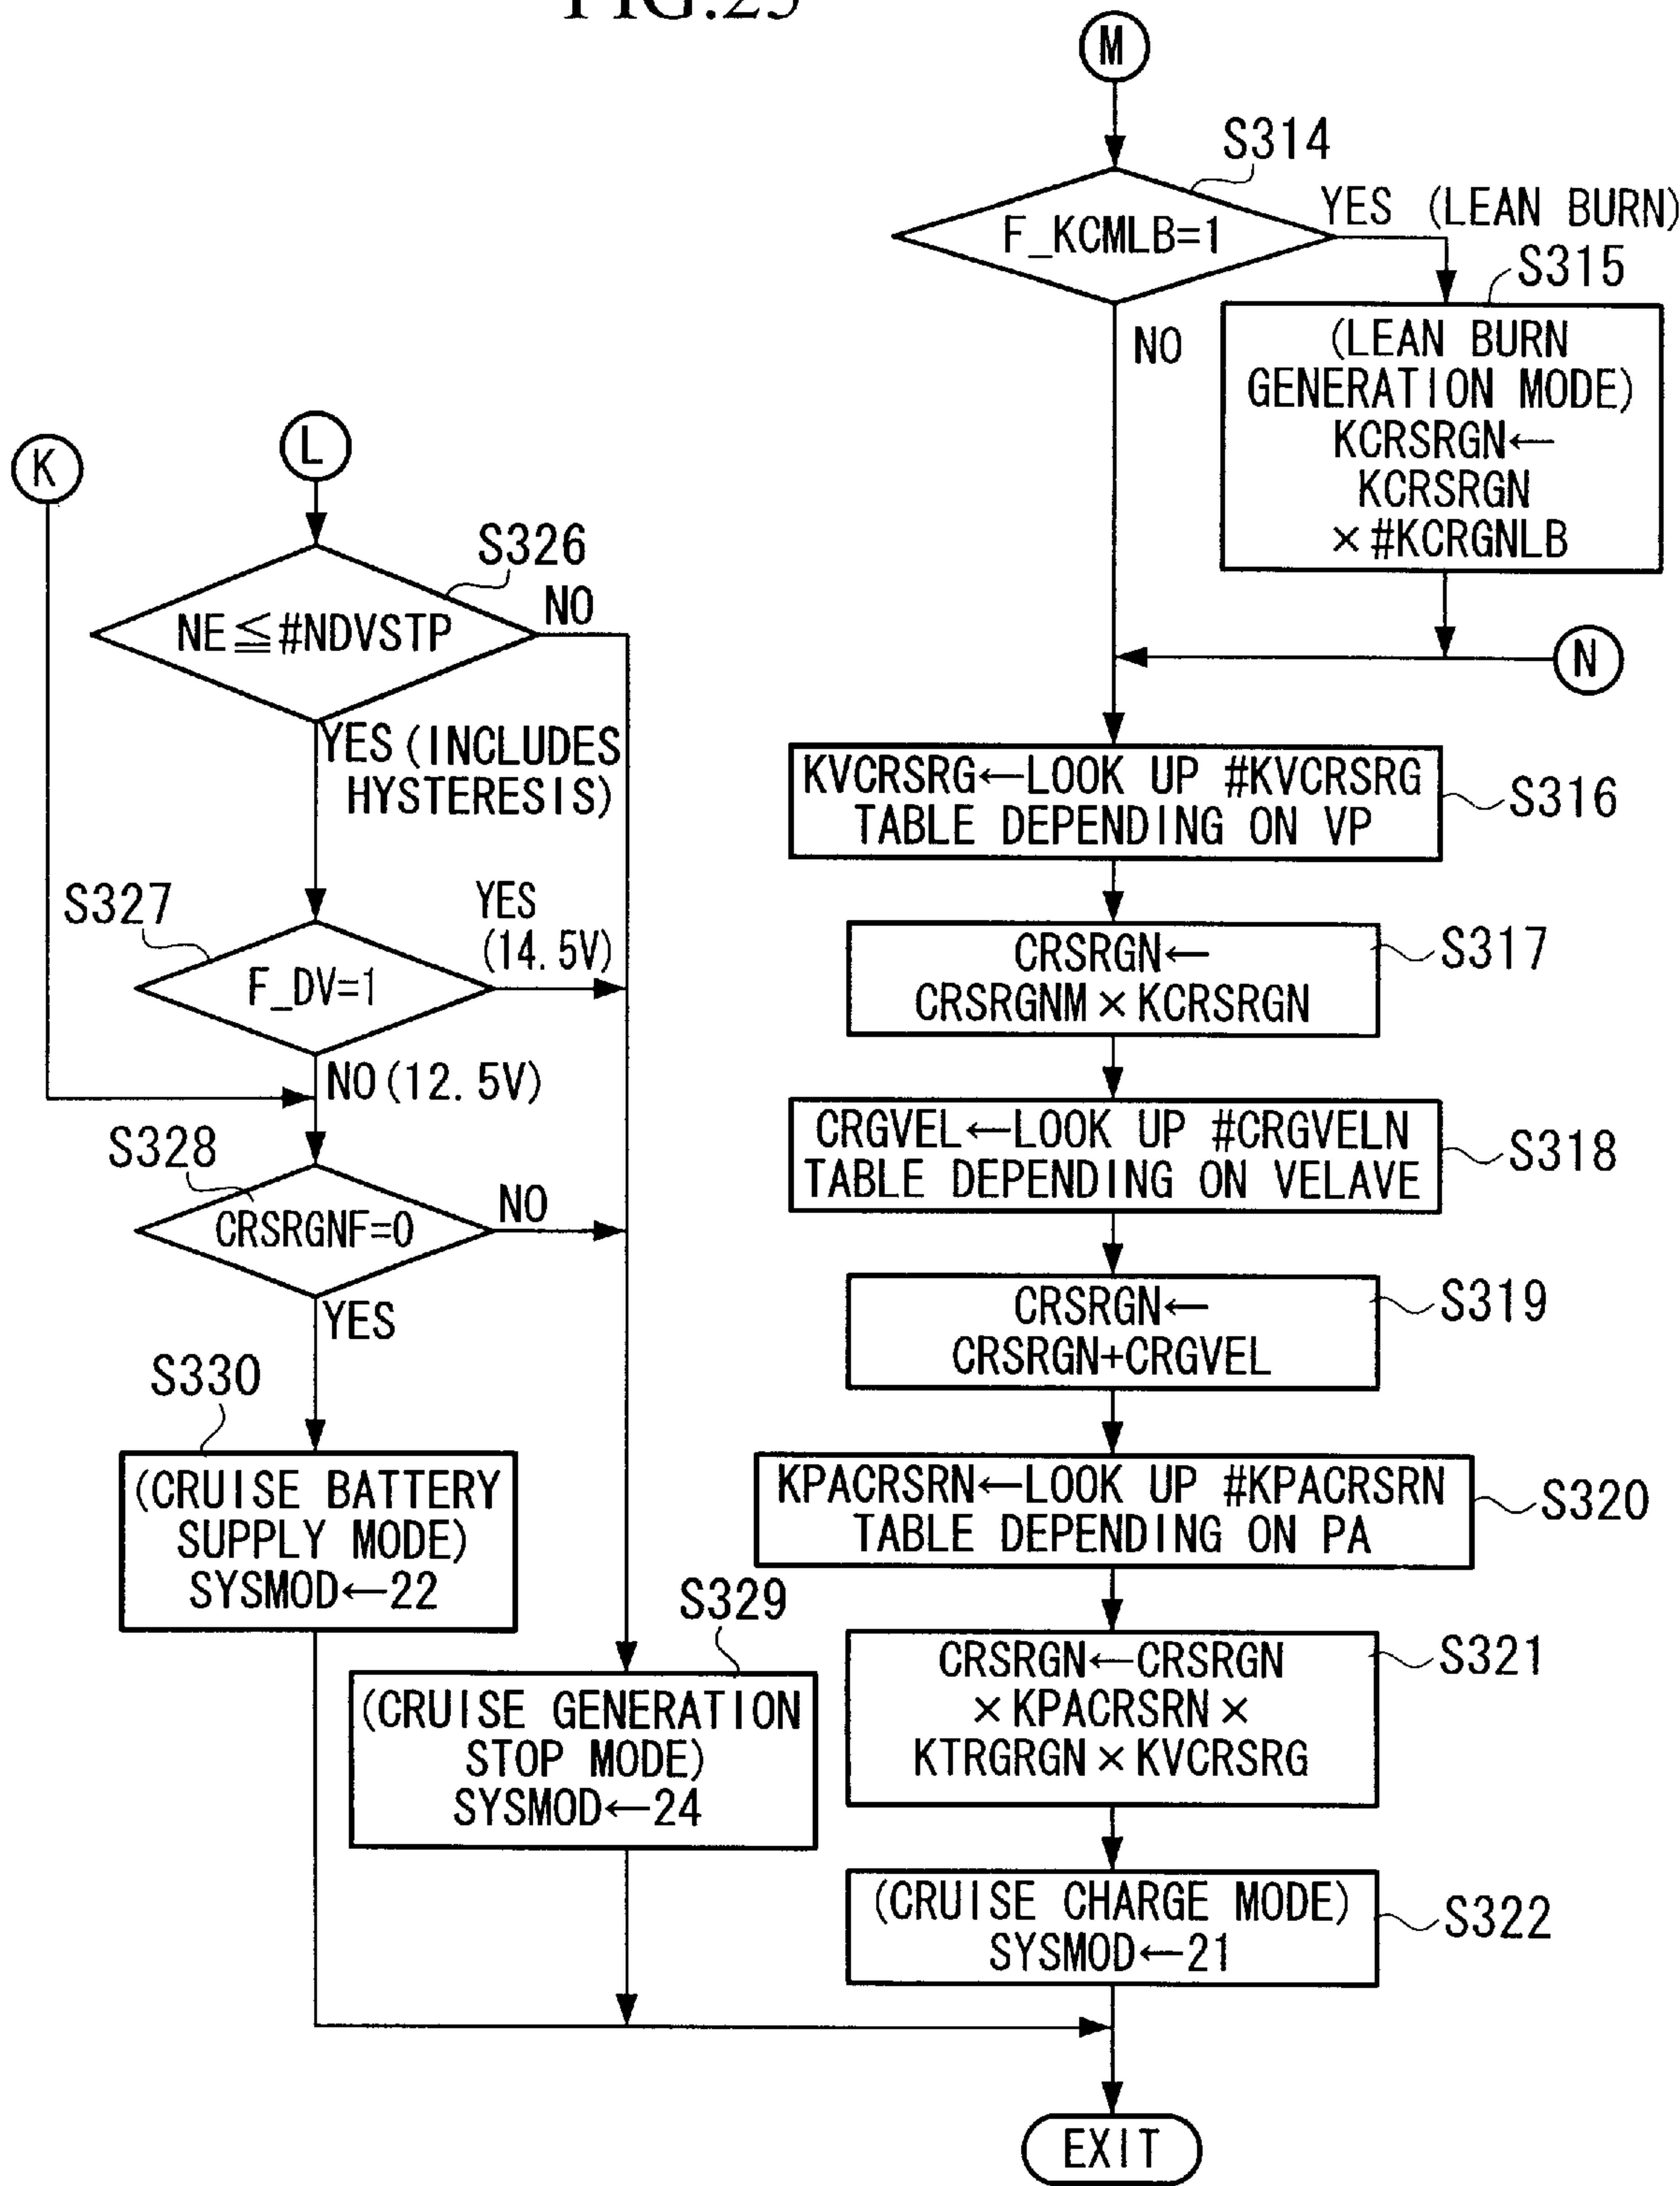 FIG.25
M
S314
F_KCMLB=1
YES (LEAN BURN)
S315
NO
(LEAN BURN
GENERATION MODE)
KCRSRGN←
KCRSRGN
×#KCRGNLB
N
K
L
S326
NE≦#NDVSTP
NO
YES(INCLUDES
HYSTERESIS)
S327
F_DV=1
YES
(14.5V)
NO(12.5V)
S328
CRSRGNF=0
NO
YES
S330
(CRUISE BATTERY
SUPPLY MODE)
SYSMOD←22
S329
(CRUISE GENERATION
STOP MODE)
SYSMOD←24
KVCRSRG←LOOK UP #KVCRSRG
TABLE DEPENDING ON VP
S316
CRSRGN←
CRSRGNM×KCRSRGN
S317
CRGVEL←LOOK UP #CRGVELN
TABLE DEPENDING ON VELAVE
S318
CRSRGN←
CRSRGN+CRGVEL
S319
KPACRSRN←LOOK UP #KPACRSRN
TABLE DEPENDING ON PA
S320
CRSRGN←CRSRGN
×KPACRSRN×
KTRGRGN×KVCRSRG
S321
(CRUISE CHARGE MODE)
SYSMOD←21
S322
EXIT